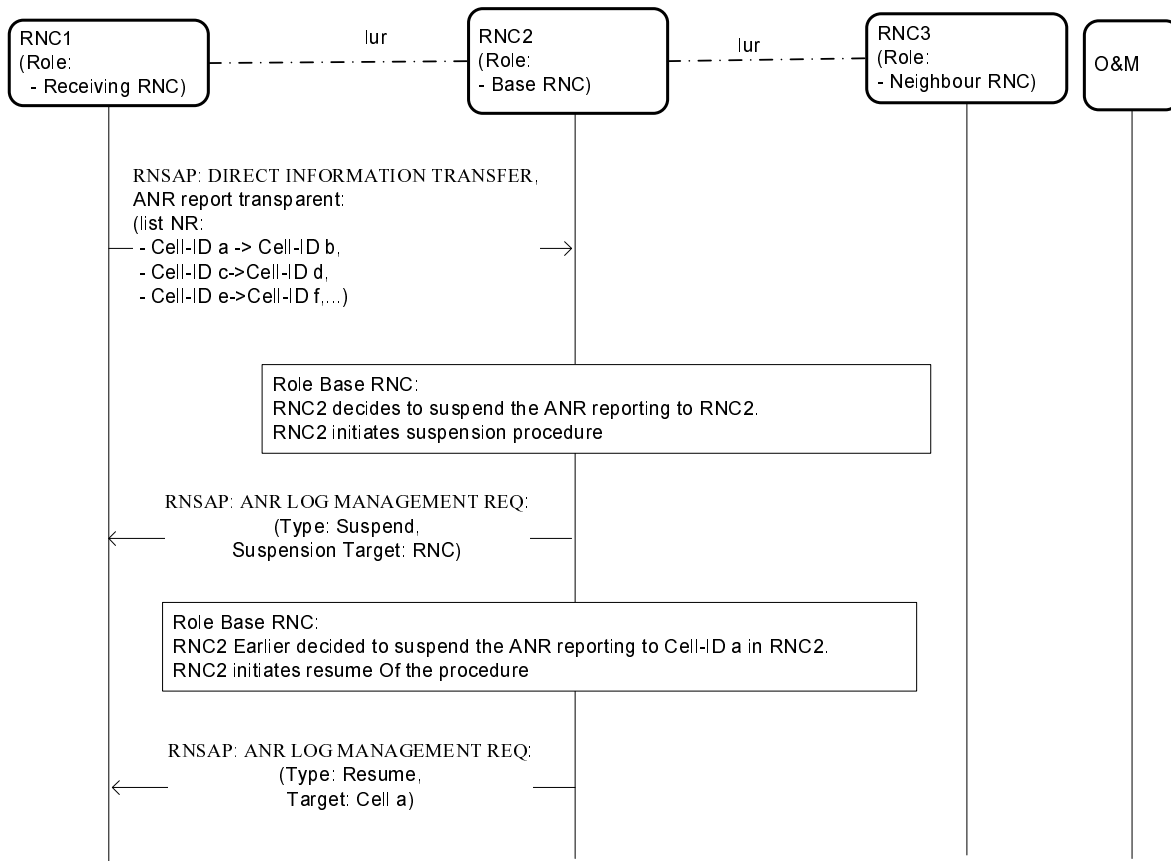 RNC1
(Role:
- Receiving RNC)
Iur
RNC2
(Role:
- Base RNC)
Iur
RNC3
(Role:
- Neighbour RNC)
O&M
RNSAP: DIRECT INFORMATION TRANSFER,
ANR report transparent:
(list NR:
- Cell-ID a -> Cell-ID b,
- Cell-ID c->Cell-ID d,
- Cell-ID e->Cell-ID f,...)
Role Base RNC:
RNC2 decides to suspend the ANR reporting to RNC2.
RNC2 initiates suspension procedure
RNSAP: ANR LOG MANAGEMENT REQ:
(Type: Suspend,
Suspension Target: RNC)
Role Base RNC:
RNC2 Earlier decided to suspend the ANR reporting to Cell-ID a in RNC2.
RNC2 initiates resume Of the procedure
RNSAP: ANR LOG MANAGEMENT REQ:
(Type: Resume,
Target: Cell a)